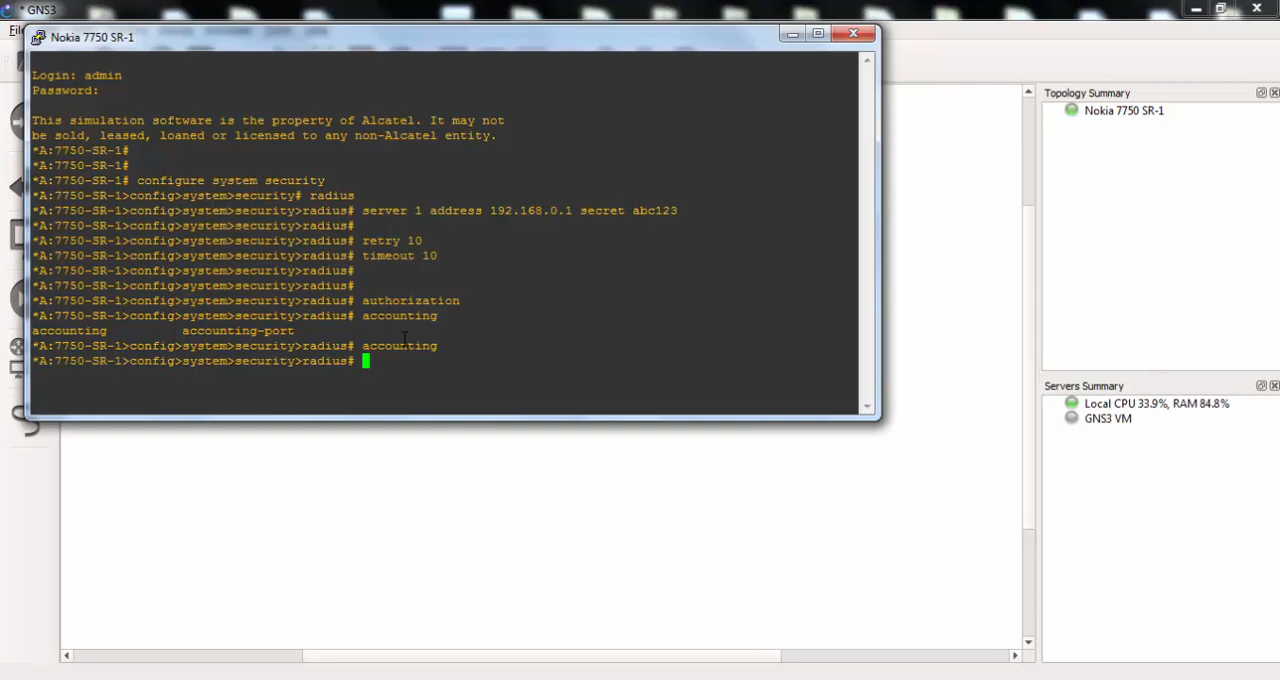 * GNS3
Nokia 7750 SR-1
Login: admin
Password:
This simulation software is the property of Alcatel. It may not
be sold, leased, loaned or licensed to any non-Alcatel entity.
*A:7750-SR-1#
*A:7750-SR-1#
*A:7750-SR-1# configure system security
*A:7750-SR-1>config>system>security# radius
*A:7750-SR-1>config>system>security>radius# server 1 address 192.168.0.1 secret abc123
*A:7750-SR-1>config>system>security>radius#
*A:7750-SR-1>config>system>security>radius# retry 10
*A:7750-SR-1>config>system>security>radius# timeout 10
*A:7750-SR-1>config>system>security>radius#
*A:7750-SR-1>config>system>security>radius#
*A:7750-SR-1>config>system>security>radius# authorization
*A:7750-SR-1>config>system>security>radius# accounting
accounting accounting-port
*A:7750-SR-1>config>system>security>radius# accounting
*A:7750-SR-1>config>system>security>radius#
Topology Summary
Nokia 7750 SR-1
Servers Summary
Local CPU 33.9%, RAM 84.8%
GNS3 VM